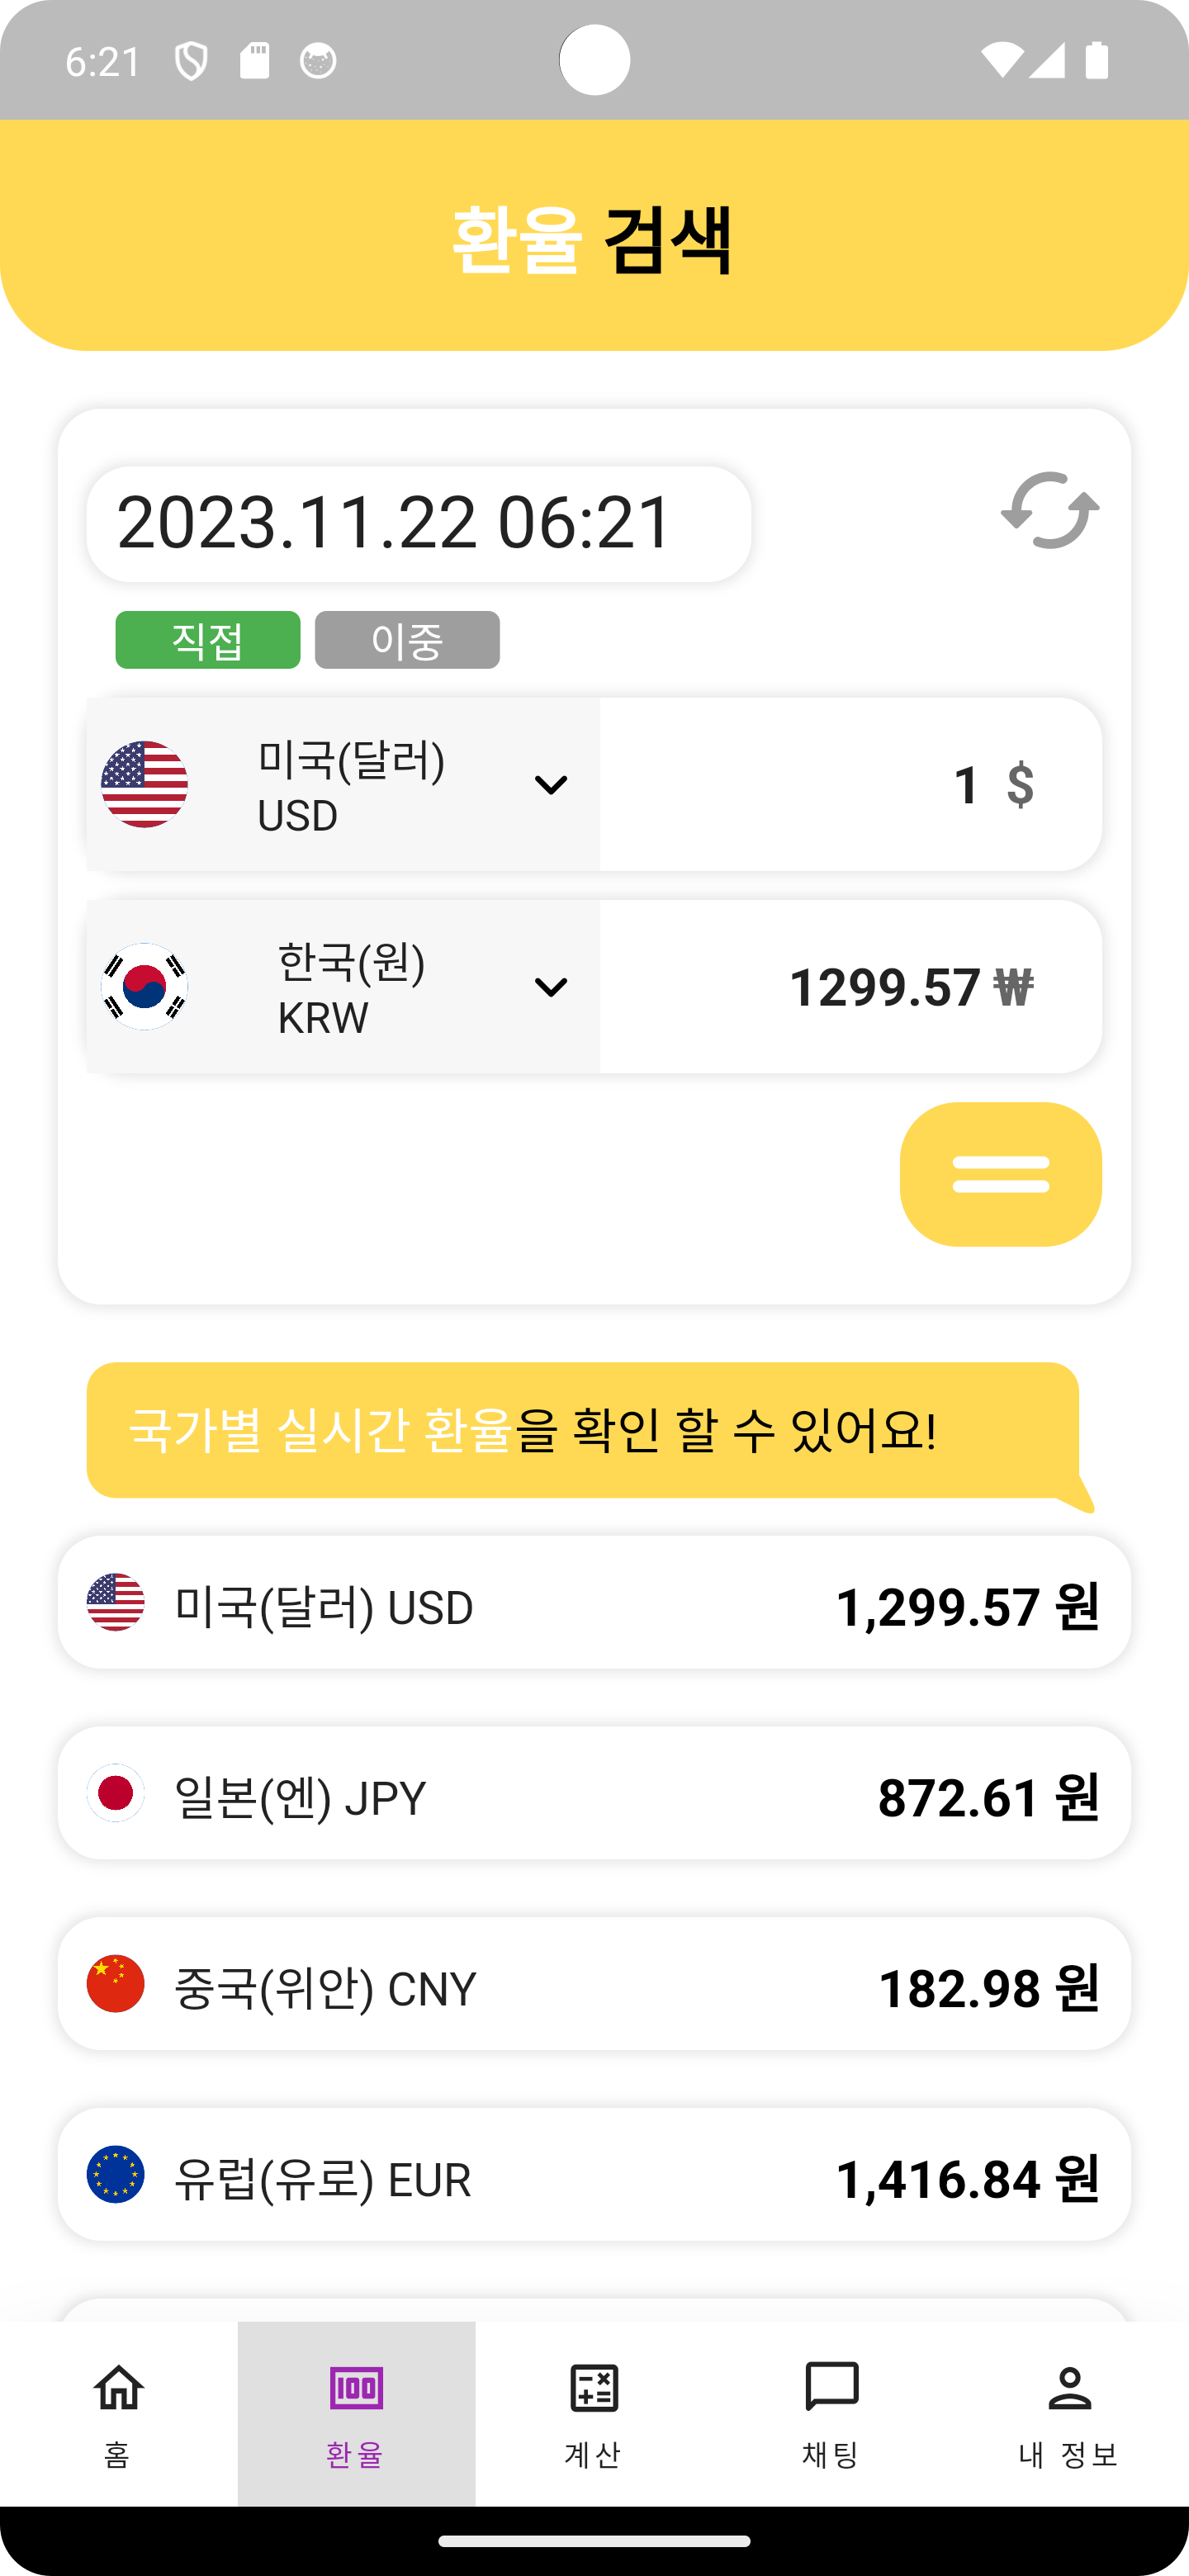 6:21
환율 검색
2023.11.22 06:21
직접 이중
미국(달러)
USD
1 $
한국(원)
KRW
1299.57 ₩
국가별 실시간 환율을 확인 할 수 있어요!
미국(달러) USD 1,299.57 원
일본(엔) JPY 872.61 원
중국(위안) CNY 182.98 원
유럽(유로) EUR 1,416.84 원
홈 환율 계산 채팅 내 정보